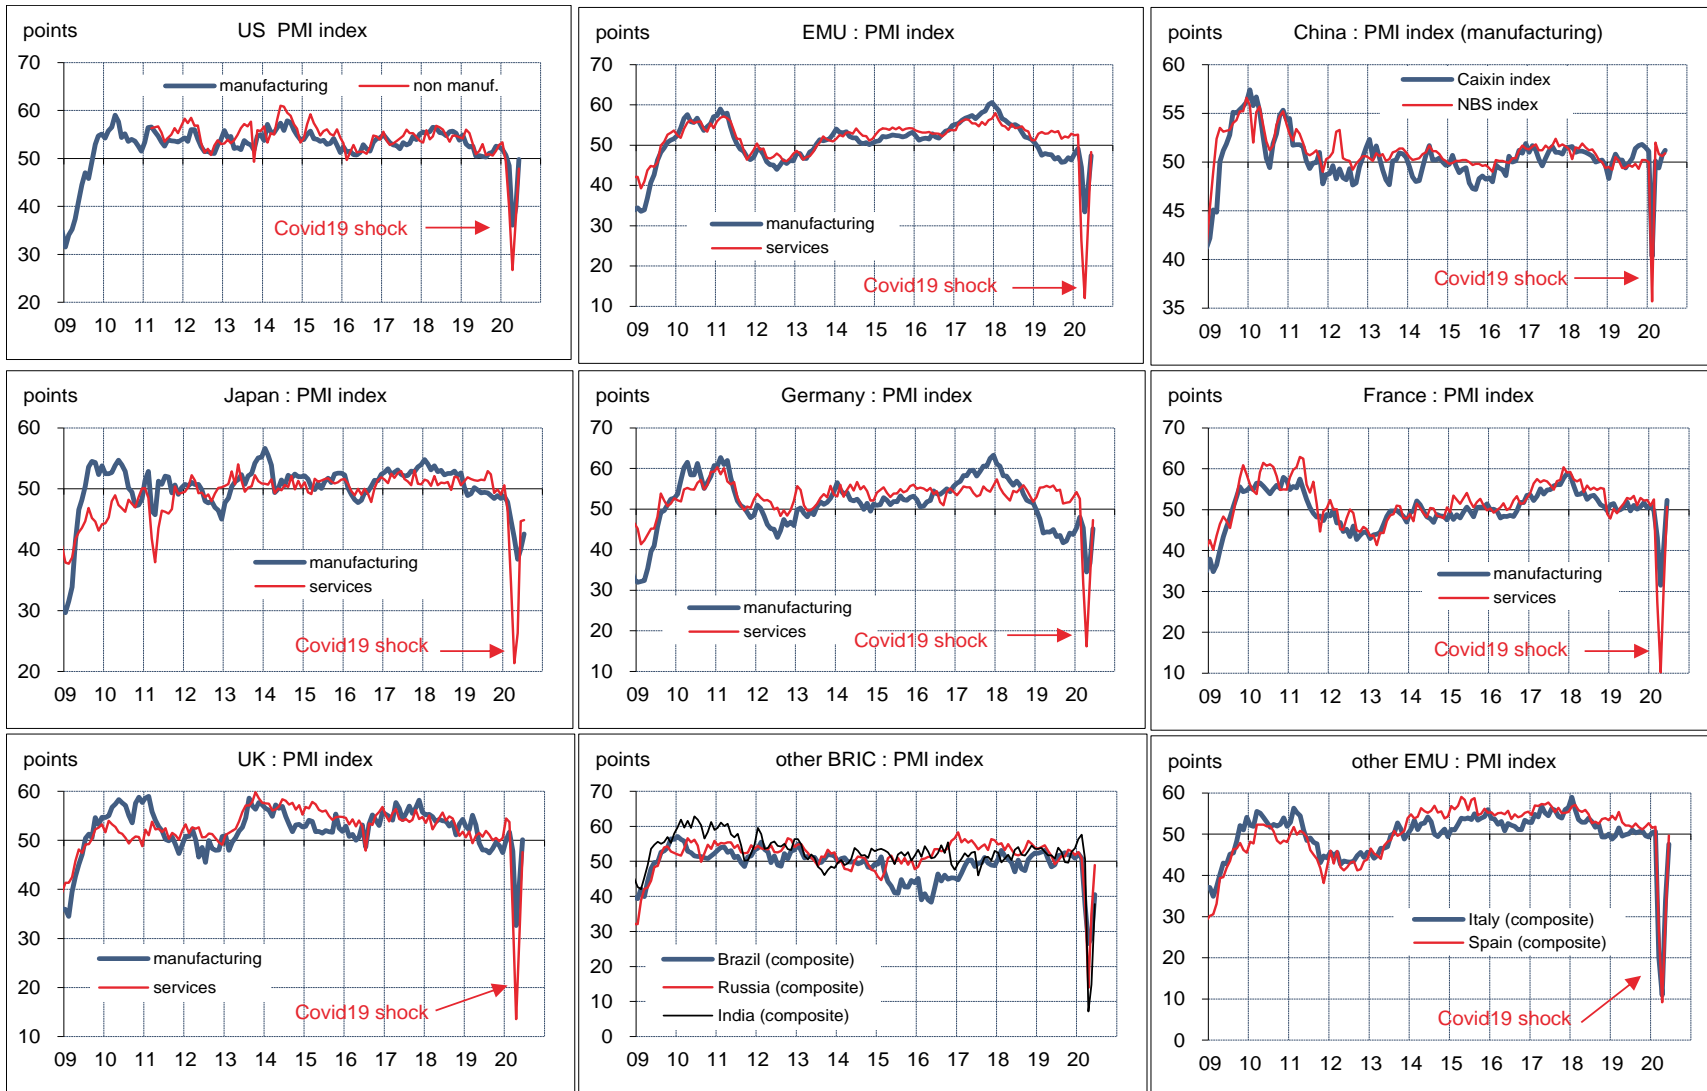 points US PMI index
70
60
50
40
30
20
manufacturing non manuf.
Covid19 shock
09 10 11 12 13 14 15 16 17 18 19 20
points EMU : PMI index
70
60
50
40
30
20
10
manufacturing
services
Covid19 shock
09 10 11 12 13 14 15 16 17 18 19 20
points China : PMI index (manufacturing)
60
55
50
45
40
35
Caixin index
NBS index
Covid19 shock
09 10 11 12 13 14 15 16 17 18 19 20
points Japan : PMI index
60
50
40
30
20
manufacturing
services
Covid19 shock
09 10 11 12 13 14 15 16 17 18 19 20
points Germany : PMI index
70
60
50
40
30
20
10
manufacturing
services
Covid19 shock
09 10 11 12 13 14 15 16 17 18 19 20
points France : PMI index
70
60
50
40
30
20
10
manufacturing
services
Covid19 shock
09 10 11 12 13 14 15 16 17 18 19 20
points UK : PMI index
60
50
40
30
20
10
manufacturing
services
Covid19 shock
09 10 11 12 13 14 15 16 17 18 19 20
points other BRIC : PMI index
70
60
50
40
30
20
10
0
Brazil (composite)
Russia (composite)
India (composite)
09 10 11 12 13 14 15 16 17 18 19 20
points other EMU : PMI index
60
50
40
30
20
10
0
Italy (composite)
Spain (composite)
Covid19 shock
09 10 11 12 13 14 15 16 17 18 19 20